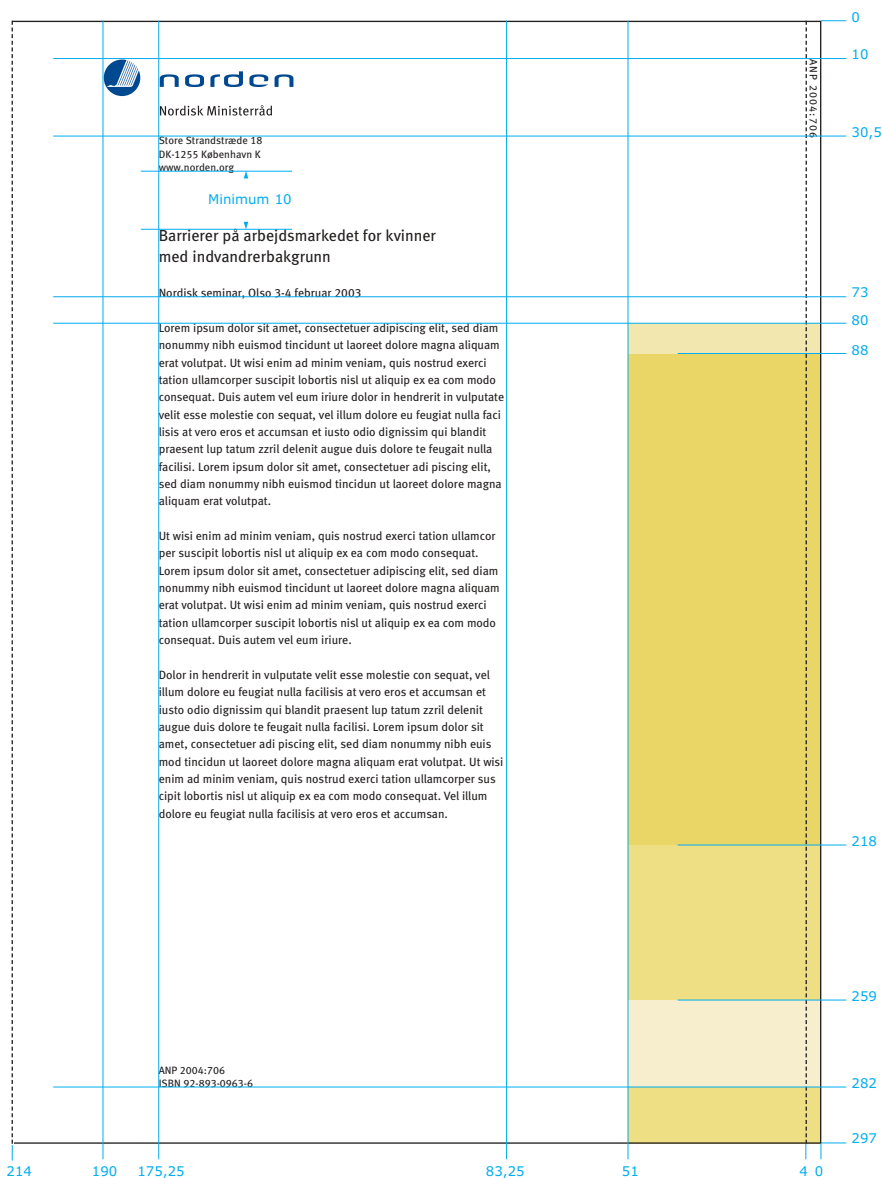 0
10
norden
ANP 2004:706
Nordisk Ministerråd
30,5
Store Strandstræde 18
DK-1255 København K
www.norden.org
Minimum 10
Barrierer på arbejdsmarkedet for kvinner
med indvandrerbakgrunn
Nordisk seminar, Olso 3-4 februar 2003
73
80
Lorem ipsum dolor sit amet, consectetuer adipiscing elit, sed diam
nonummy nibh euismod tincidunt ut laoreet dolore magna aliquam
88
erat volutpat. Ut wisi enim ad minim veniam, quis nostrud exerci
tation ullamcorper suscipit lobortis nisl ut aliquip ex ea com modo
consequat. Duis autem vel eum iriure dolor in hendrerit in vulputate
velit esse molestie con sequat, vel illum dolore eu feugiat nulla faci
lisis at vero eros et accumsan et iusto odio dignissim qui blandit
praesent lup tatum zzril delenit augue duis dolore te feugait nulla
facilisi. Lorem ipsum dolor sit amet, consectetuer adi piscing elit,
sed diam nonummy nibh euismod tincidun ut laoreet dolore magna
aliquam erat volutpat.
Ut wisi enim ad minim veniam, quis nostrud exerci tation ullamcor
per suscipit lobortis nisl ut aliquip ex ea com modo consequat.
Lorem ipsum dolor sit amet, consectetuer adipiscing elit, sed diam
nonummy nibh euismod tincidunt ut laoreet dolore magna aliquam
erat volutpat. Ut wisi enim ad minim veniam, quis nostrud exerci
tation ullamcorper suscipit lobortis nisl ut aliquip ex ea com modo
consequat. Duis autem vel eum iriure.
Dolor in hendrerit in vulputate velit esse molestie con sequat, vel
illum dolore eu feugiat nulla facilisis at vero eros et accumsan et
iusto odio dignissim qui blandit praesent lup tatum zzril delenit
augue duis dolore te feugait nulla facilisi. Lorem ipsum dolor sit
amet, consectetuer adi piscing elit, sed diam nonummy nibh euis
mod tincidun ut laoreet dolore magna aliquam erat volutpat. Ut wisi
enim ad minim veniam, quis nostrud exerci tation ullamcorper sus
cipit lobortis nisl ut aliquip ex ea com modo consequat. Vel illum
dolore eu feugiat nulla facilisis at vero eros et accumsan.
218
259
ANP 2004:706
ISBN 92-893-0963-6
282
297
214 190 175,25 83,25 51 4 0